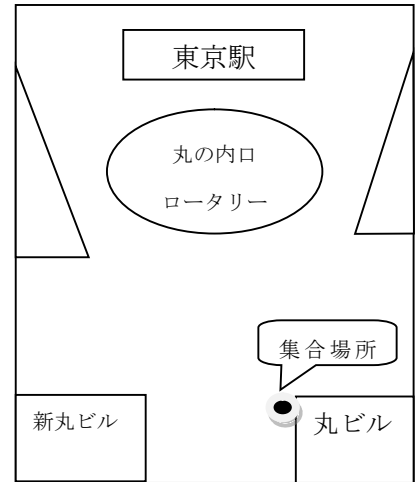 東京駅
丸の内口
ロータリー
集合場所
新丸ビル
丸ビル